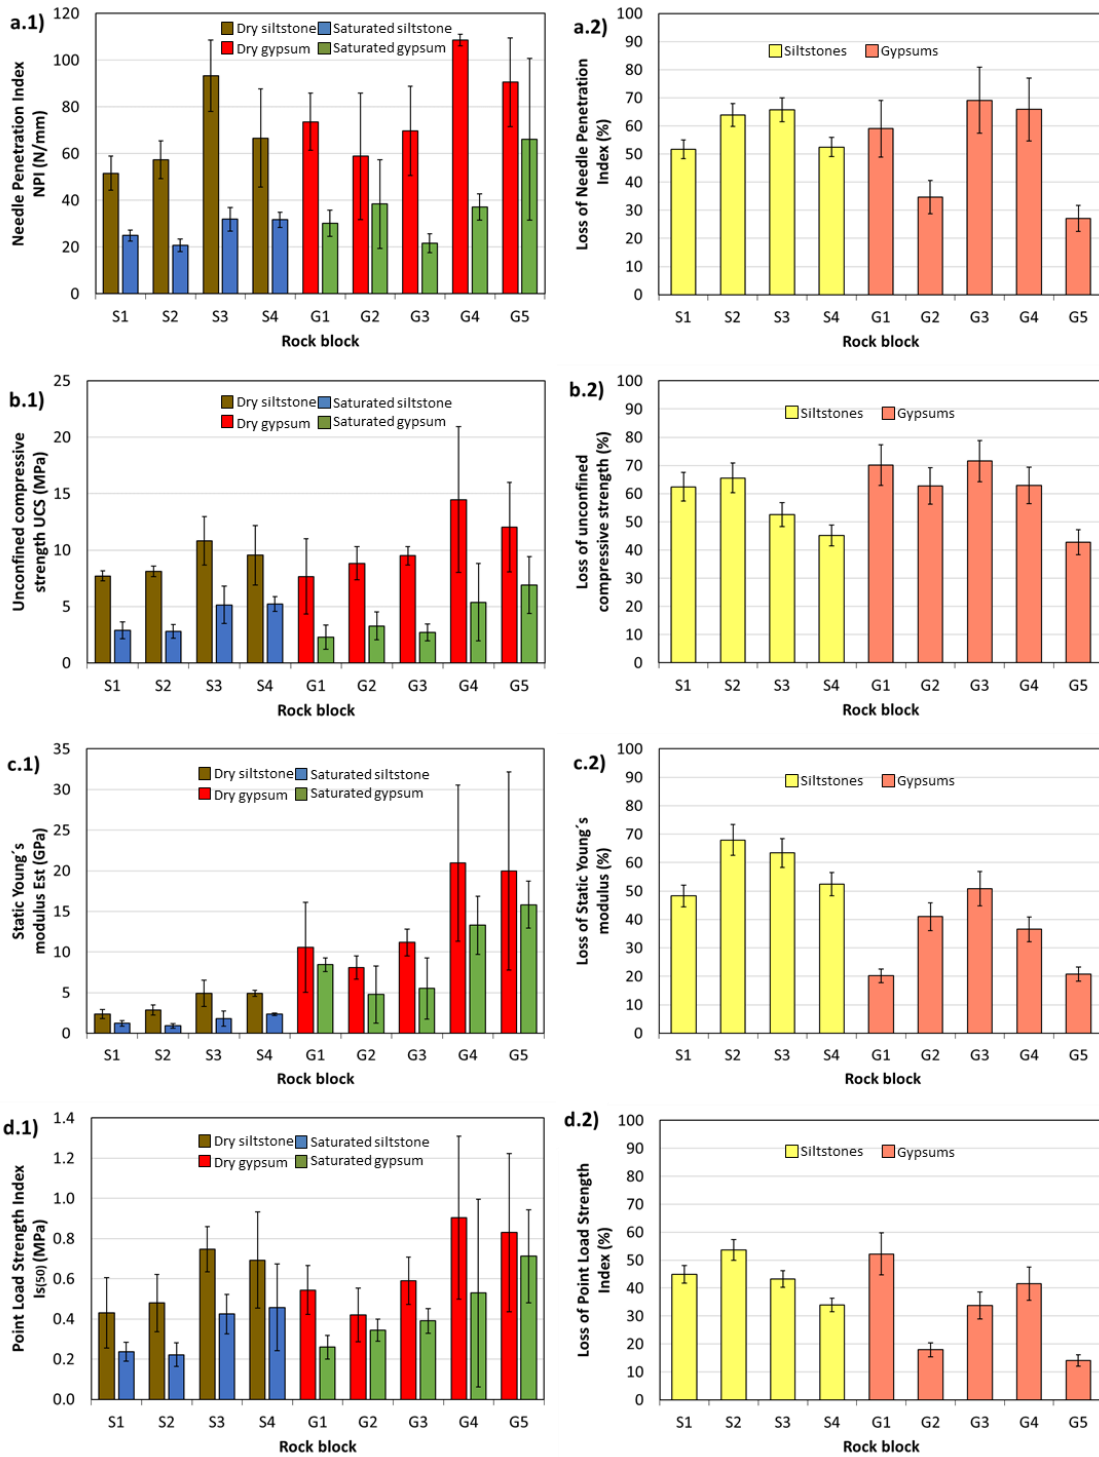 a.1)
Needle Penetration Index
NPI (N/mm)
120
100
80
60
40
20
0
Dry siltstone Saturated siltstone
Dry gypsum Saturated gypsum
S1 S2 S3 S4 G1 G2 G3 G4 G5
Rock block
a.2)
Loss of Needle Penetration
Index (%)
100
90
80
70
60
50
40
30
20
10
0
Siltstones Gypsums
S1 S2 S3 S4 G1 G2 G3 G4 G5
Rock block
b.1)
Unconfined compressive
strength UCS (MPa)
25
20
15
10
5
0
Dry siltstone Saturated siltstone
Dry gypsum Saturated gypsum
S1 S2 S3 S4 G1 G2 G3 G4 G5
Rock block
b.2)
Loss of unconfined
compressive strength (%)
100
90
80
70
60
50
40
30
20
10
0
Siltstones Gypsums
S1 S2 S3 S4 G1 G2 G3 G4 G5
Rock block
c.1)
Static Young´s
modulus Est (GPa)
35
30
25
20
15
10
5
0
Dry siltstone Saturated siltstone
Dry gypsum Saturated gypsum
S1 S2 S3 S4 G1 G2 G3 G4 G5
Rock block
c.2)
Loss of Static Young´s
modulus (%)
100
90
80
70
60
50
40
30
20
10
0
Siltstones Gypsums
S1 S2 S3 S4 G1 G2 G3 G4 G5
Rock block
d.1)
Point Load Strength Index
Is(50) (MPa)
1.4
1.2
1.0
0.8
0.6
0.4
0.2
0.0
Dry siltstone Saturated siltstone
Dry gypsum Saturated gypsum
S1 S2 S3 S4 G1 G2 G3 G4 G5
Rock block
d.2)
Loss of Point Load Strength
Index (%)
100
90
80
70
60
50
40
30
20
10
0
Siltstones Gypsums
S1 S2 S3 S4 G1 G2 G3 G4 G5
Rock block